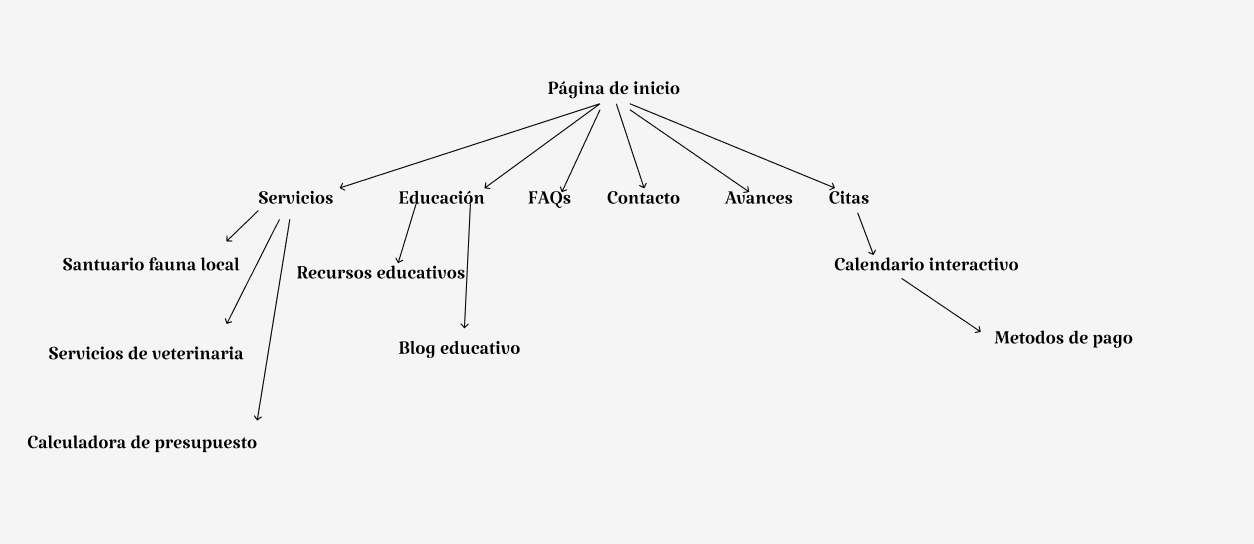 Página de inicio
Servicios
Educación
FAQs
Contacto
Avances
Citas
Santuario fauna local
Recursos educativos
Calendario interactivo
Servicios de veterinaria
Blog educativo
Metodos de pago
Calculadora de presupuesto